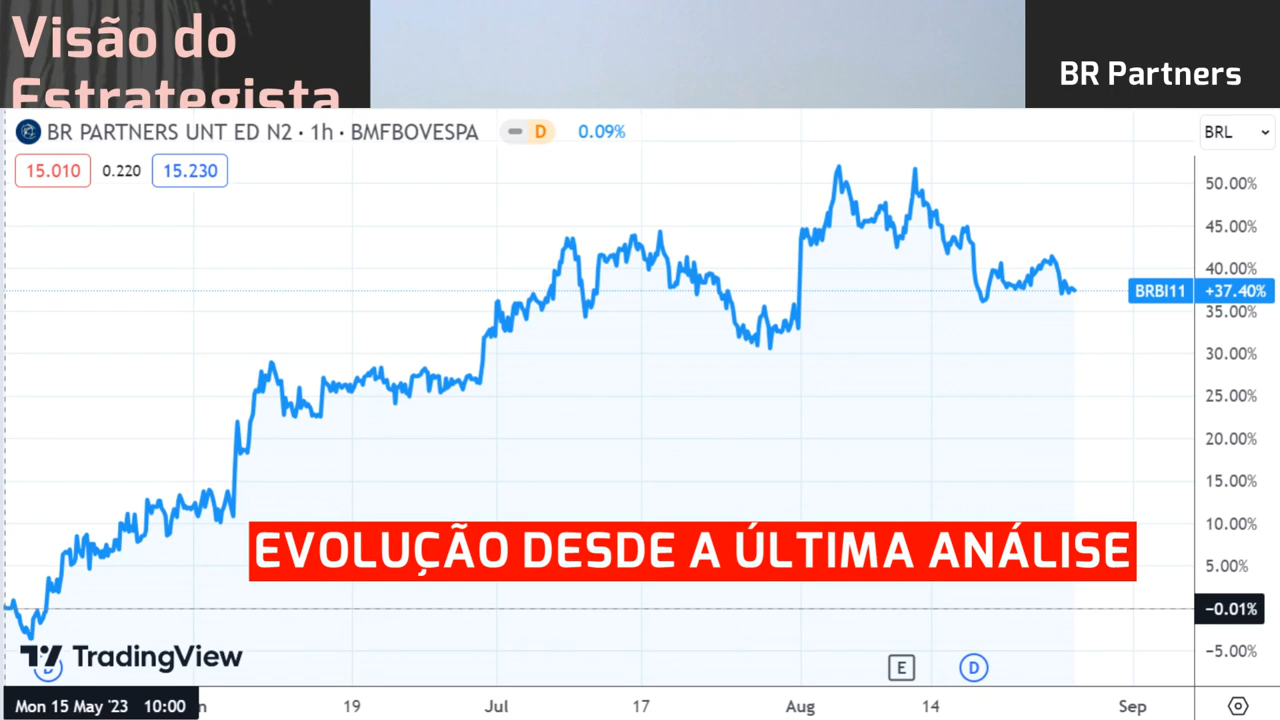 Visão do
Estrategista
BR Partners
BR PARTNERS UNT ED N2 · 1h · BMFBOVESPA
D
0.09%
BRL
15.010
0.220
15.230
50.00%
45.00%
40.00%
BRBI11
+37.40%
35.00%
30.00%
25.00%
20.00%
15.00%
10.00%
EVOLUÇÃO DESDE A ÚLTIMA ANÁLISE
5.00%
−0.01%
−5.00%
TradingView
E
D
Mon 15 May '23 10:00
19
Jul
17
Aug
14
Sep